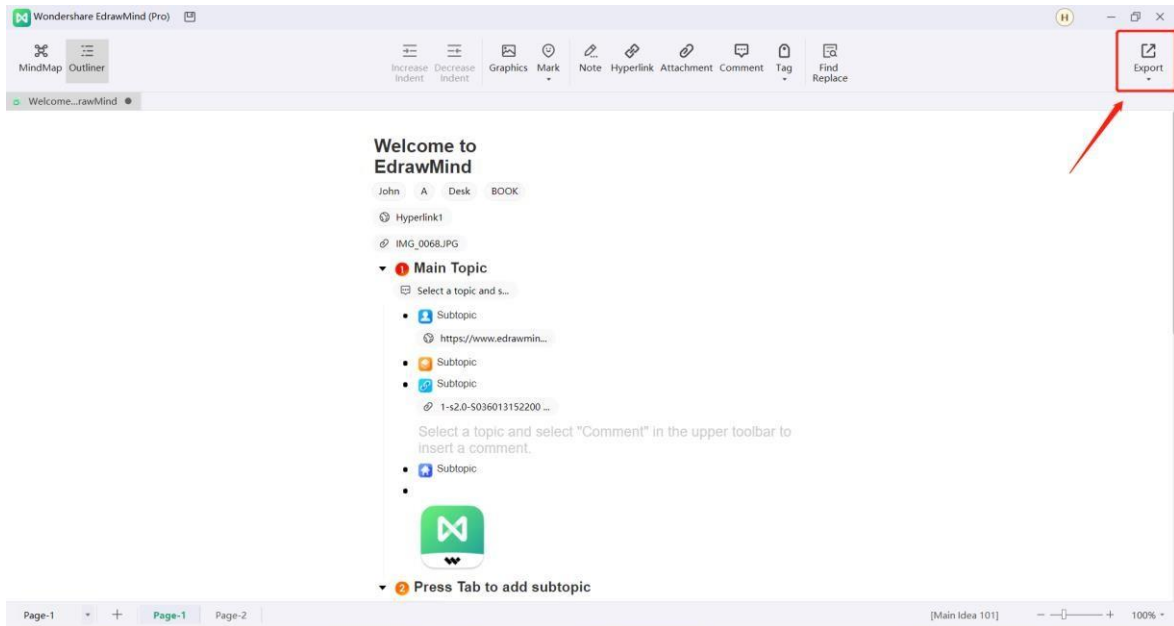 Wondershare EdrawMind (Pro)
H
MindMap Outliner
Increase Indent Decrease Indent Graphics Mark Note Hyperlink Attachment Comment Tag Find Replace
Export
Welcome...rawMind
Welcome to
EdrawMind
John A Desk BOOK
Hyperlink1
IMG_0068.JPG
1 Main Topic
Select a topic and s...
Subtopic
https://www.edrawmin...
Subtopic
Subtopic
1-s2.0-S036013152200 ...
Select a topic and select "Comment" in the upper toolbar to
insert a comment.
Subtopic
2 Press Tab to add subtopic
Page-1 Page-1 Page-2 [Main Idea 101] 100%